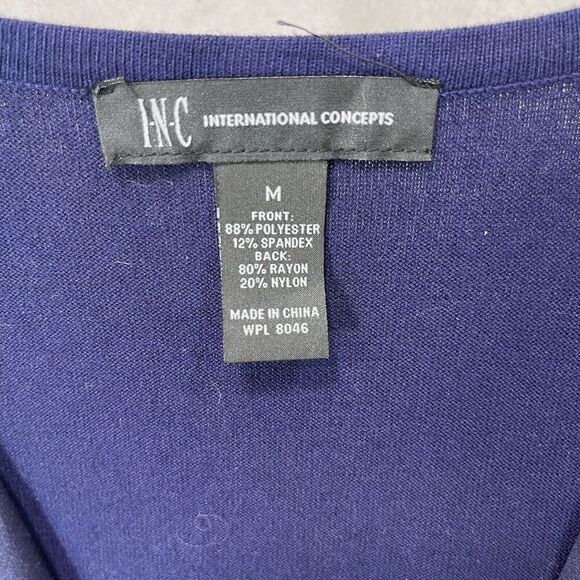 I·N·C INTERNATIONAL CONCEPTS
M
FRONT:
88% POLYESTER
12% SPANDEX
BACK:
80% RAYON
20% NYLON
MADE IN CHINA
WPL 8046